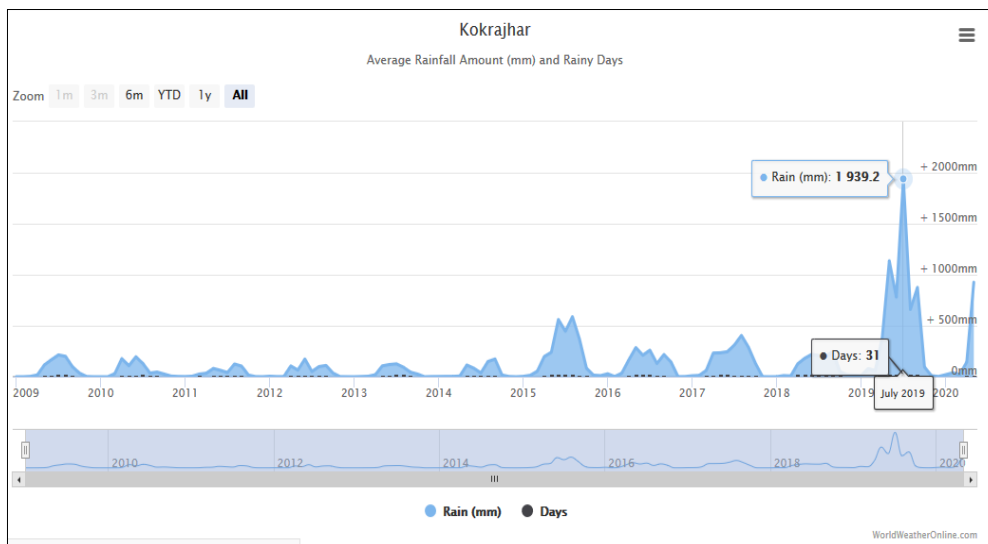 Kokrajhar
Average Rainfall Amount (mm) and Rainy Days
Zoom 1m 3m 6m YTD 1y All
+ 2000mm
Rain (mm): 1 939.2
+ 1500mm
+ 1000mm
+ 500mm
Days: 31
0mm
2009 2010 2011 2012 2013 2014 2015 2016 2017 2018 2019 July 2019 2020
2010 2012 2014 2016 2018 2020
Rain (mm) Days
WorldWeatherOnline.com